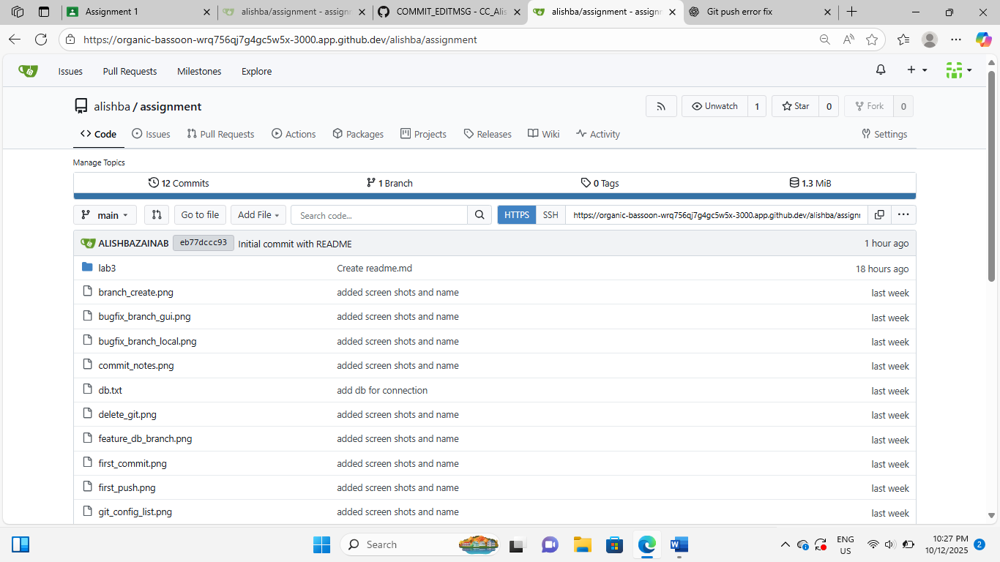 Assignment 1
alishba/assignment - assignm
COMMIT_EDITMSG - CC_Alis
alishba/assignment - assignm
Git push error fix
https://organic-bassoon-wrq756qj7g4gc5w5x-3000.app.github.dev/alishba/assignment
Issues Pull Requests Milestones Explore
alishba / assignment
Unwatch 1 Star 0 Fork 0
Code Issues Pull Requests Actions Packages Projects Releases Wiki Activity Settings
Manage Topics
12 Commits 1 Branch 0 Tags 1.3 MiB
main Go to file Add File Search code... HTTPS SSH https://organic-bassoon-wrq756qj7g4gc5w5x-3000.app.github.dev/alishba/assignn
ALISHBAZAINAB eb77dccc93 Initial commit with README 1 hour ago
lab3 Create readme.md 18 hours ago
branch_create.png added screen shots and name last week
bugfix_branch_gui.png added screen shots and name last week
bugfix_branch_local.png added screen shots and name last week
commit_notes.png added screen shots and name last week
db.txt add db for connection last week
delete_git.png added screen shots and name last week
feature_db_branch.png added screen shots and name last week
first_commit.png added screen shots and name last week
first_push.png added screen shots and name last week
git_config_list.png added screen shots and name last week
Search
ENG
US
10:27 PM
10/12/2025
2